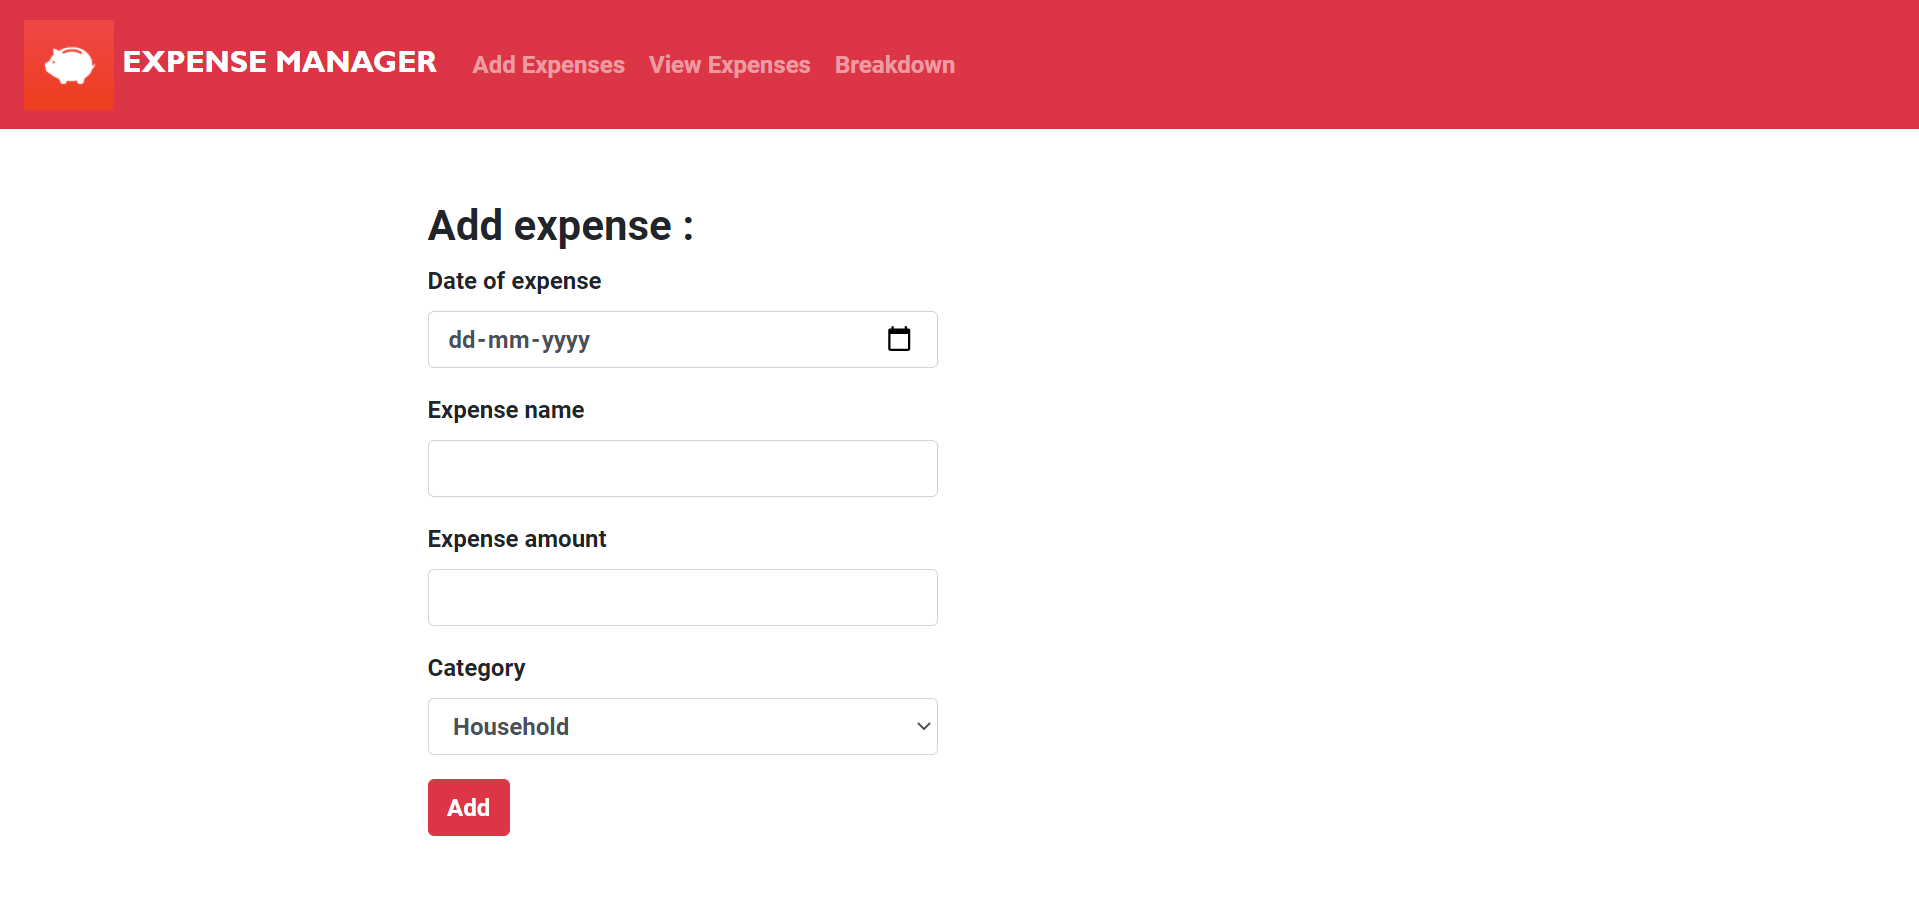 EXPENSE MANAGER Add Expenses View Expenses Breakdown
Add expense :
Date of expense
dd-mm-yyyy
Expense name
Expense amount
Category
Household
Add